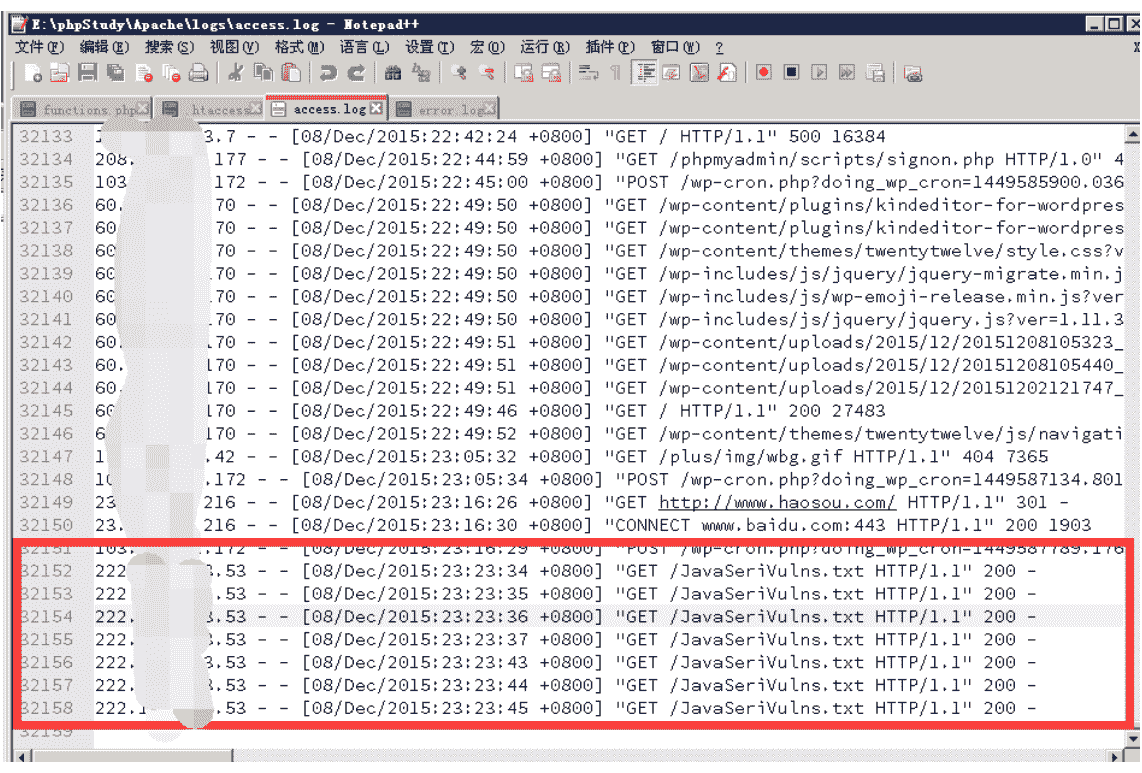 E:\phpStudy\Apache\logs\access.log - Notepad++
文件(F) 编辑(E) 搜索(S) 视图(V) 格式(M) 语言(L) 设置(T) 宏(O) 运行(R) 插件(P) 窗口(W) ? X
functions.php htaccess access.log error.log
32133 3.7 - - [08/Dec/2015:22:42:24 +0800] "GET / HTTP/1.1" 500 16384
32134 208. 177 - - [08/Dec/2015:22:44:59 +0800] "GET /phpmyadmin/scripts/signon.php HTTP/1.0" 4
32135 103 172 - - [08/Dec/2015:22:45:00 +0800] "POST /wp-cron.php?doing_wp_cron=1449585900.036
32136 60. 70 - - [08/Dec/2015:22:49:50 +0800] "GET /wp-content/plugins/kindeditor-for-wordpres
32137 60 70 - - [08/Dec/2015:22:49:50 +0800] "GET /wp-content/plugins/kindeditor-for-wordpres
32138 60 70 - - [08/Dec/2015:22:49:50 +0800] "GET /wp-content/themes/twentytwelve/style.css?v
32139 60 70 - - [08/Dec/2015:22:49:50 +0800] "GET /wp-includes/js/jquery/jquery-migrate.min.j
32140 60 .70 - - [08/Dec/2015:22:49:50 +0800] "GET /wp-includes/js/wp-emoji-release.min.js?ver
32141 60 .70 - - [08/Dec/2015:22:49:50 +0800] "GET /wp-includes/js/jquery/jquery.js?ver=1.11.3
32142 60. 170 - - [08/Dec/2015:22:49:51 +0800] "GET /wp-content/uploads/2015/12/20151208105323_
32143 60. 170 - - [08/Dec/2015:22:49:51 +0800] "GET /wp-content/uploads/2015/12/20151208105440_
32144 60 170 - - [08/Dec/2015:22:49:51 +0800] "GET /wp-content/uploads/2015/12/20151202121747_
32145 60 170 - - [08/Dec/2015:22:49:46 +0800] "GET / HTTP/1.1" 200 27483
32146 6 170 - - [08/Dec/2015:22:49:52 +0800] "GET /wp-content/themes/twentytwelve/js/navigati
32147 1 .42 - - [08/Dec/2015:23:05:32 +0800] "GET /plus/img/wbg.gif HTTP/1.1" 404 7365
32148 10 .172 - - [08/Dec/2015:23:05:34 +0800] "POST /wp-cron.php?doing_wp_cron=1449587134.801
32149 23 216 - - [08/Dec/2015:23:16:26 +0800] "GET http://www.haosou.com/ HTTP/1.1" 301 -
32150 23. 216 - - [08/Dec/2015:23:16:30 +0800] "CONNECT www.baidu.com:443 HTTP/1.1" 200 1903
32151 103. .172 - - [08/Dec/2015:23:16:29 +0800] "POST /wp-cron.php?doing_wp_cron=1449587789.176
32152 222 3.53 - - [08/Dec/2015:23:23:34 +0800] "GET /JavaSeriVulns.txt HTTP/1.1" 200 -
32153 222 .53 - - [08/Dec/2015:23:23:35 +0800] "GET /JavaSeriVulns.txt HTTP/1.1" 200 -
32154 222. 3.53 - - [08/Dec/2015:23:23:36 +0800] "GET /JavaSeriVulns.txt HTTP/1.1" 200 -
32155 222. 3.53 - - [08/Dec/2015:23:23:37 +0800] "GET /JavaSeriVulns.txt HTTP/1.1" 200 -
32156 222. 3.53 - - [08/Dec/2015:23:23:43 +0800] "GET /JavaSeriVulns.txt HTTP/1.1" 200 -
32157 222. 3.53 - - [08/Dec/2015:23:23:44 +0800] "GET /JavaSeriVulns.txt HTTP/1.1" 200 -
32158 222.1 .53 - - [08/Dec/2015:23:23:45 +0800] "GET /JavaSeriVulns.txt HTTP/1.1" 200 -
32159